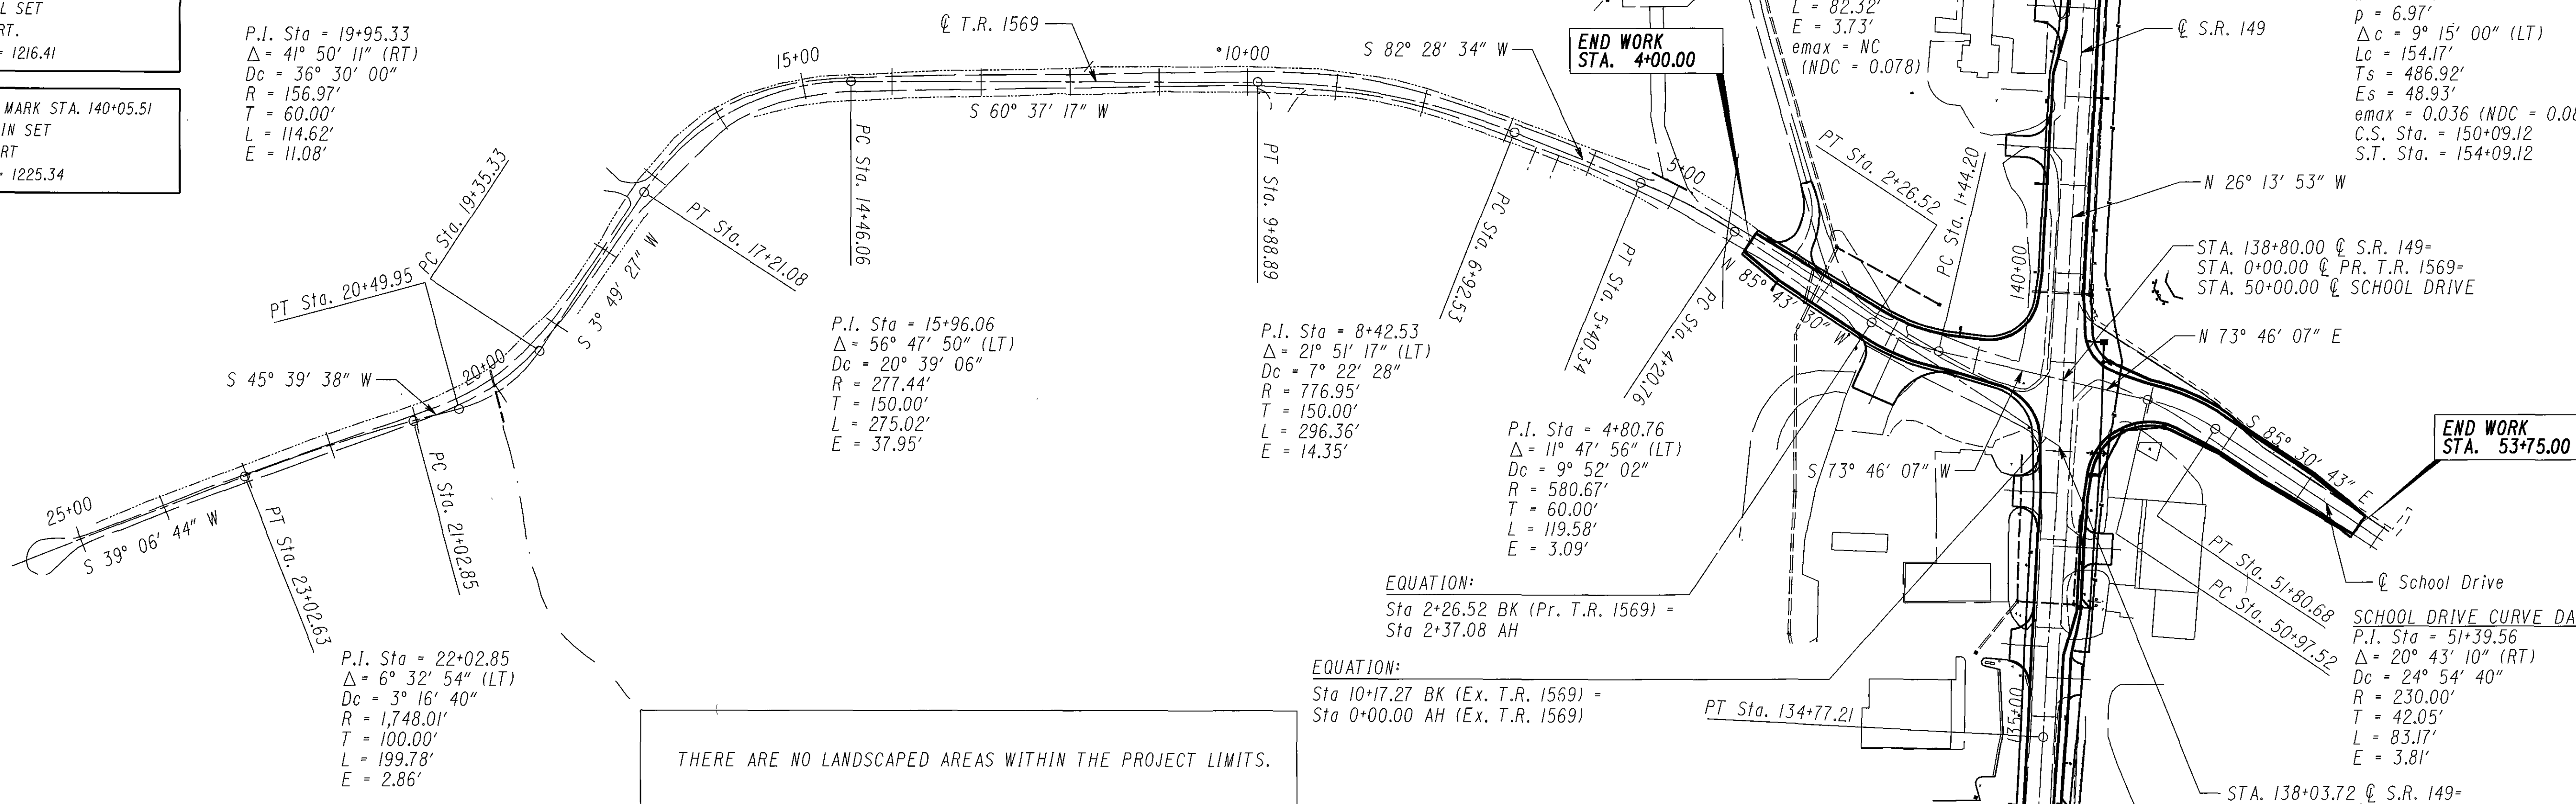 L SET
RT.
= 1216.41
MARK STA. 140+05.51
IN SET
RT
= 1225.34
P.I. Sta = 19+95.33
Δ = 41° 50' 11" (RT)
Dc = 36° 30' 00"
R = 156.97'
T = 60.00'
L = 114.62'
E = 11.08'
℄ T.R. 1569
15+00
10+00
S 60° 37' 17" W
S 82° 28' 34" W
END WORK
STA. 4+00.00
L = 82.32'
E = 3.73'
emax = NC
(NDC = 0.078)
℄ S.R. 149
p = 6.97'
Δc = 9° 15' 00" (LT)
Lc = 154.17'
Ts = 486.92'
Es = 48.93'
emax = 0.036 (NDC = 0.08
C.S. Sta. = 150+09.12
S.T. Sta. = 154+09.12
N 26° 13' 53" W
STA. 138+80.00 ℄ S.R. 149=
STA. 0+00.00 ℄ PR. T.R. 1569=
STA. 50+00.00 ℄ SCHOOL DRIVE
N 73° 46' 07" E
PT Sta. 2+26.52
PC Sta. 1+44.20
140+00
5+00
PC Sta. 14+46.06
PT Sta. 9+88.89
PC Sta. 6+92.53
PT Sta. 5+40.34
PC Sta. 4+20.76
N 85° 43' 30" W
PC Sta. 19+35.33
PT Sta. 17+21.08
PT Sta. 20+49.95
S 3° 49' 27" W
20+00
S 45° 39' 38" W
P.I. Sta = 15+96.06
Δ = 56° 47' 50" (LT)
Dc = 20° 39' 06"
R = 277.44'
T = 150.00'
L = 275.02'
E = 37.95'
P.I. Sta = 8+42.53
Δ = 21° 51' 17" (LT)
Dc = 7° 22' 28"
R = 776.95'
T = 150.00'
L = 296.36'
E = 14.35'
P.I. Sta = 4+80.76
Δ = 11° 47' 56" (LT)
Dc = 9° 52' 02"
R = 580.67'
T = 60.00'
L = 119.58'
E = 3.09'
S 73° 46' 07" W
S 85° 30' 43" E
END WORK
STA. 53+75.00
25+00
S 39° 06' 44" W
PT Sta. 23+02.63
PC Sta. 21+02.85
PT Sta. 51+80.68
PC Sta. 50+97.52
℄ School Drive
EQUATION:
Sta 2+26.52 BK (Pr. T.R. 1569) =
Sta 2+37.08 AH
EQUATION:
Sta 10+17.27 BK (Ex. T.R. 1569) =
Sta 0+00.00 AH (Ex. T.R. 1569)
SCHOOL DRIVE CURVE DA
P.I. Sta = 51+39.56
Δ = 20° 43' 10" (RT)
Dc = 24° 54' 40"
R = 230.00'
T = 42.05'
L = 83.17'
E = 3.81'
P.I. Sta = 22+02.85
Δ = 6° 32' 54" (LT)
Dc = 3° 16' 40"
R = 1,748.01'
T = 100.00'
L = 199.78'
E = 2.86'
PT Sta. 134+77.21
135+00
THERE ARE NO LANDSCAPED AREAS WITHIN THE PROJECT LIMITS.
STA. 138+03.72 ℄ S.R. 149=